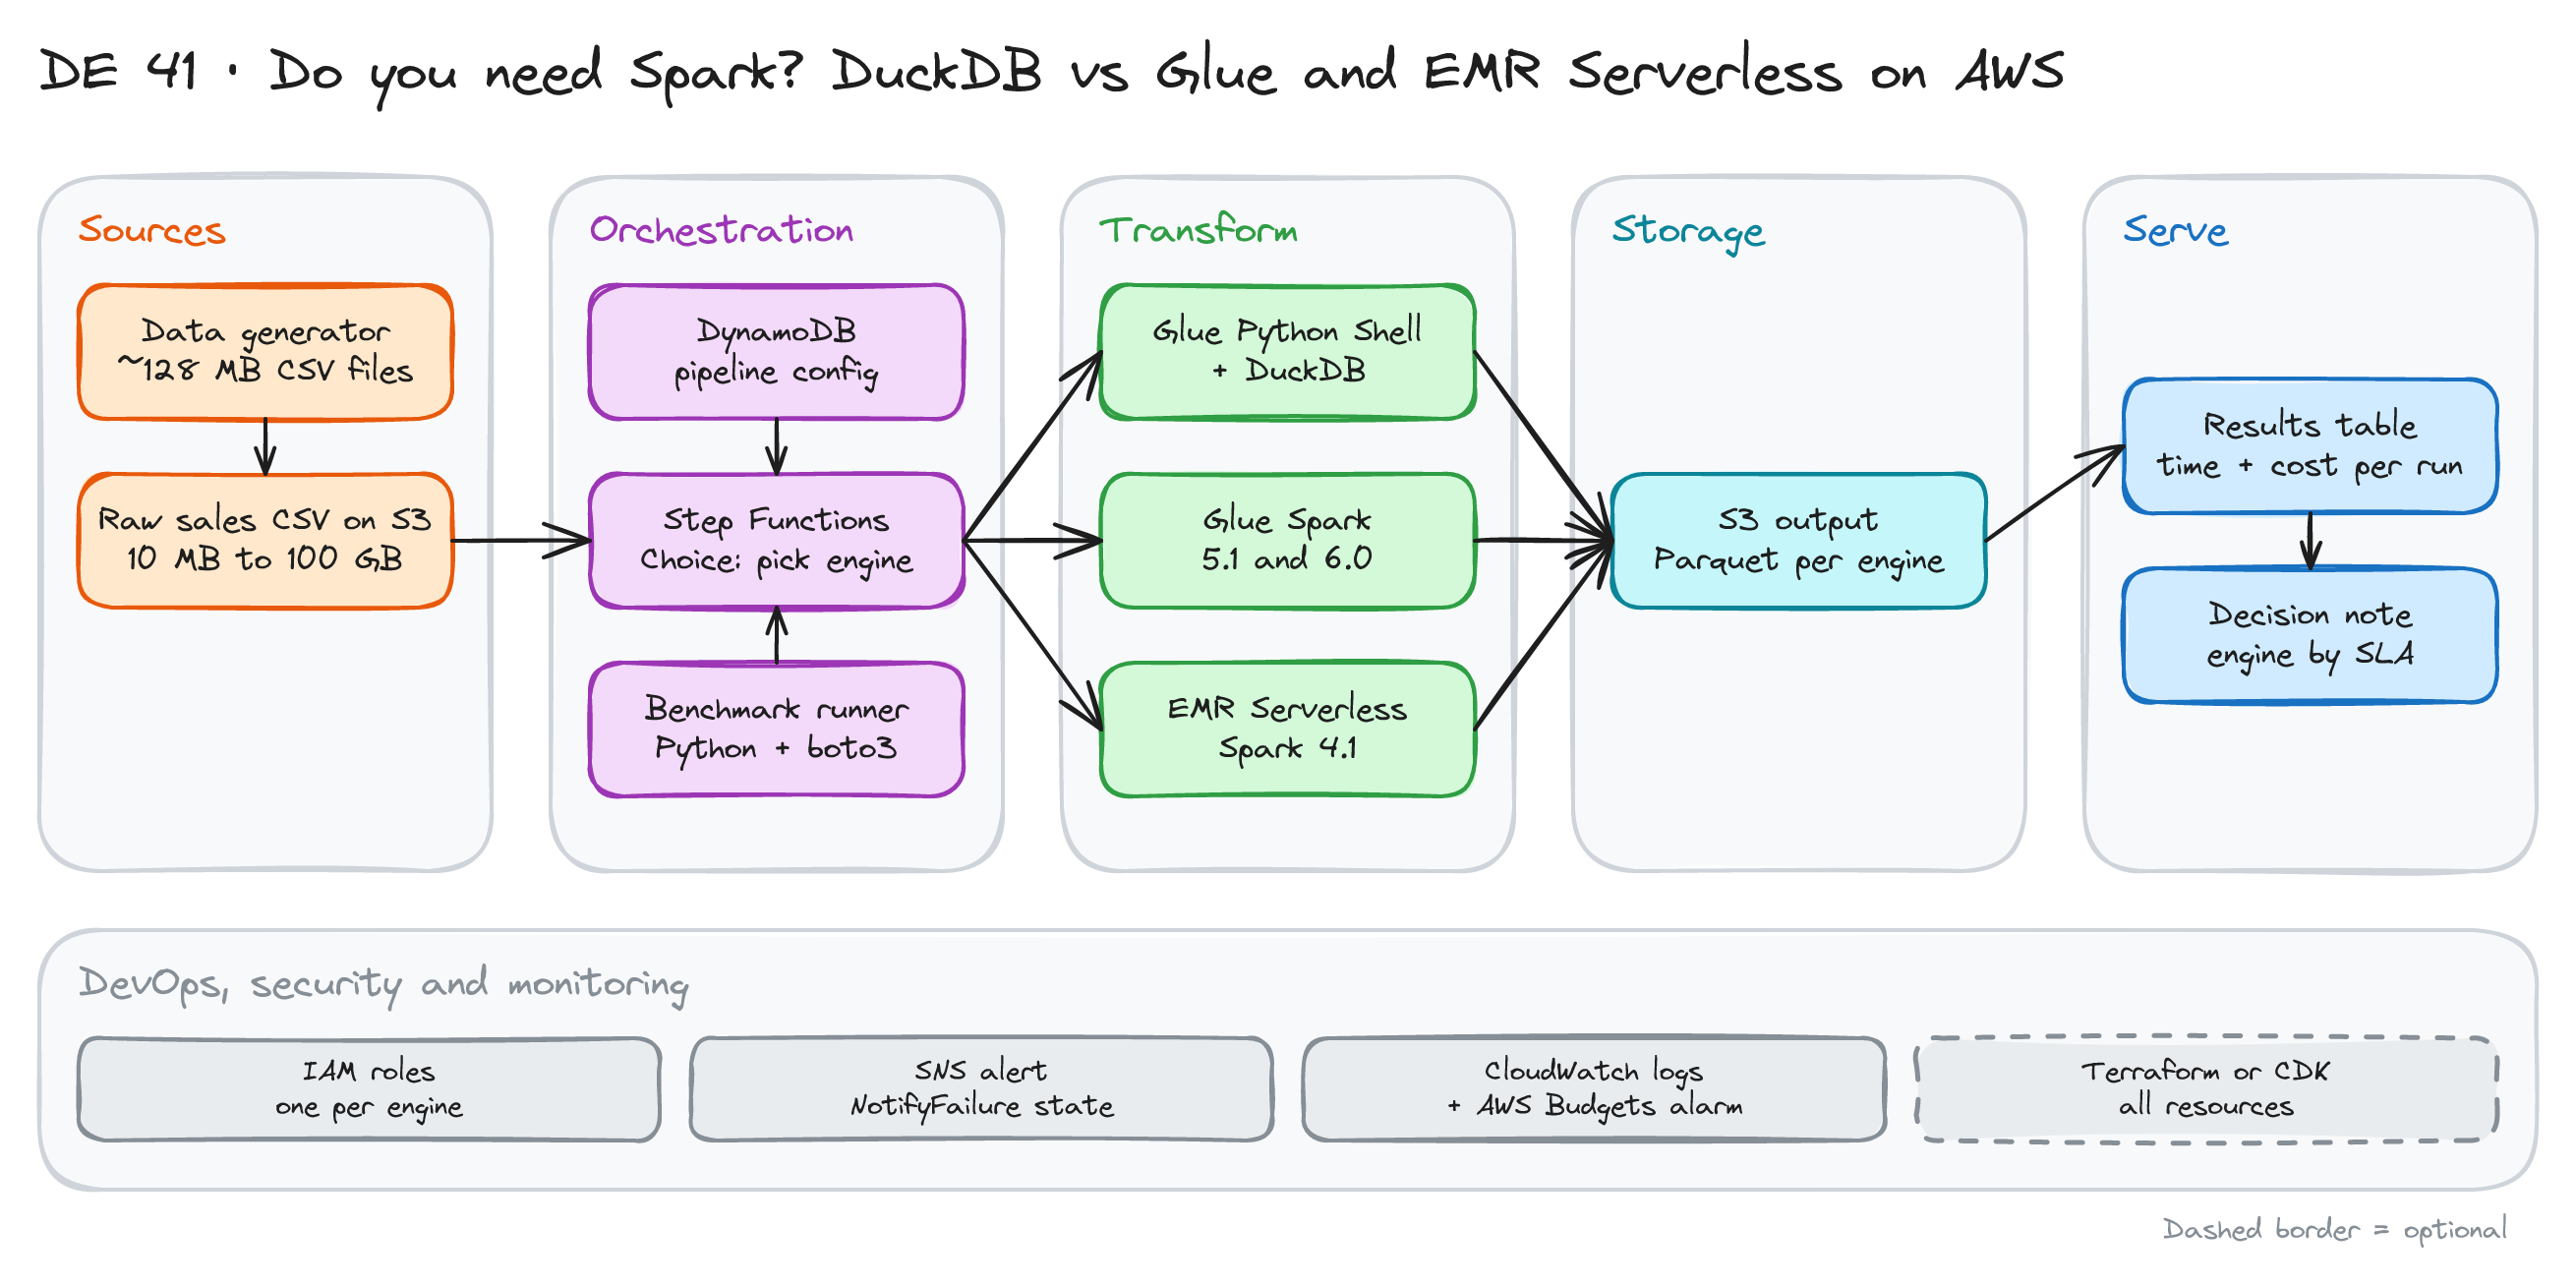 DE 41 · Do you need Spark? DuckDB vs Glue and EMR Serverless on AWS
Sources
Data generator
~128 MB CSV files
Raw sales CSV on S3
10 MB to 100 GB
Orchestration
DynamoDB
pipeline config
Step Functions
Choice: pick engine
Benchmark runner
Python + boto3
Transform
Glue Python Shell
+ DuckDB
Glue Spark
5.1 and 6.0
EMR Serverless
Spark 4.1
Storage
S3 output
Parquet per engine
Serve
Results table
time + cost per run
Decision note
engine by SLA
DevOps, security and monitoring
IAM roles
one per engine
SNS alert
NotifyFailure state
CloudWatch logs
+ AWS Budgets alarm
Terraform or CDK
all resources
Dashed border = optional